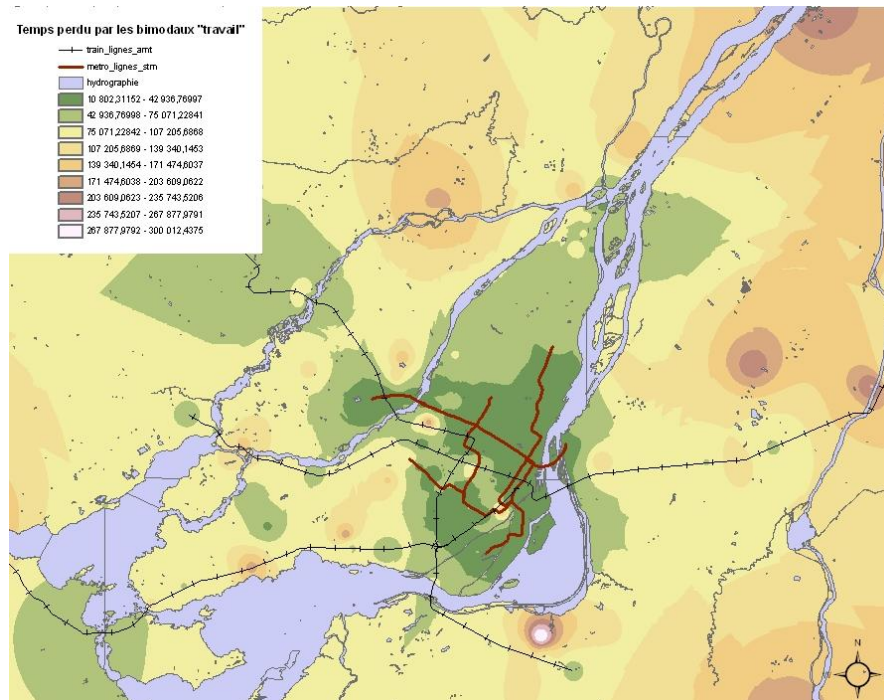 Temps perdu par les bimodaux "travail"
train_lignes_amt
metro_lignes_stm
hydrographie
10 802,31152 - 42 936,76997
42 936,76998 - 75 071,22841
75 071,22842 - 107 205,6868
107 205,6869 - 139 340,1453
139 340,1454 - 171 474,6037
171 474,6038 - 203 609,0622
203 609,0623 - 235 743,5206
235 743,5207 - 267 877,9791
267 877,9792 - 300 012,4375
N